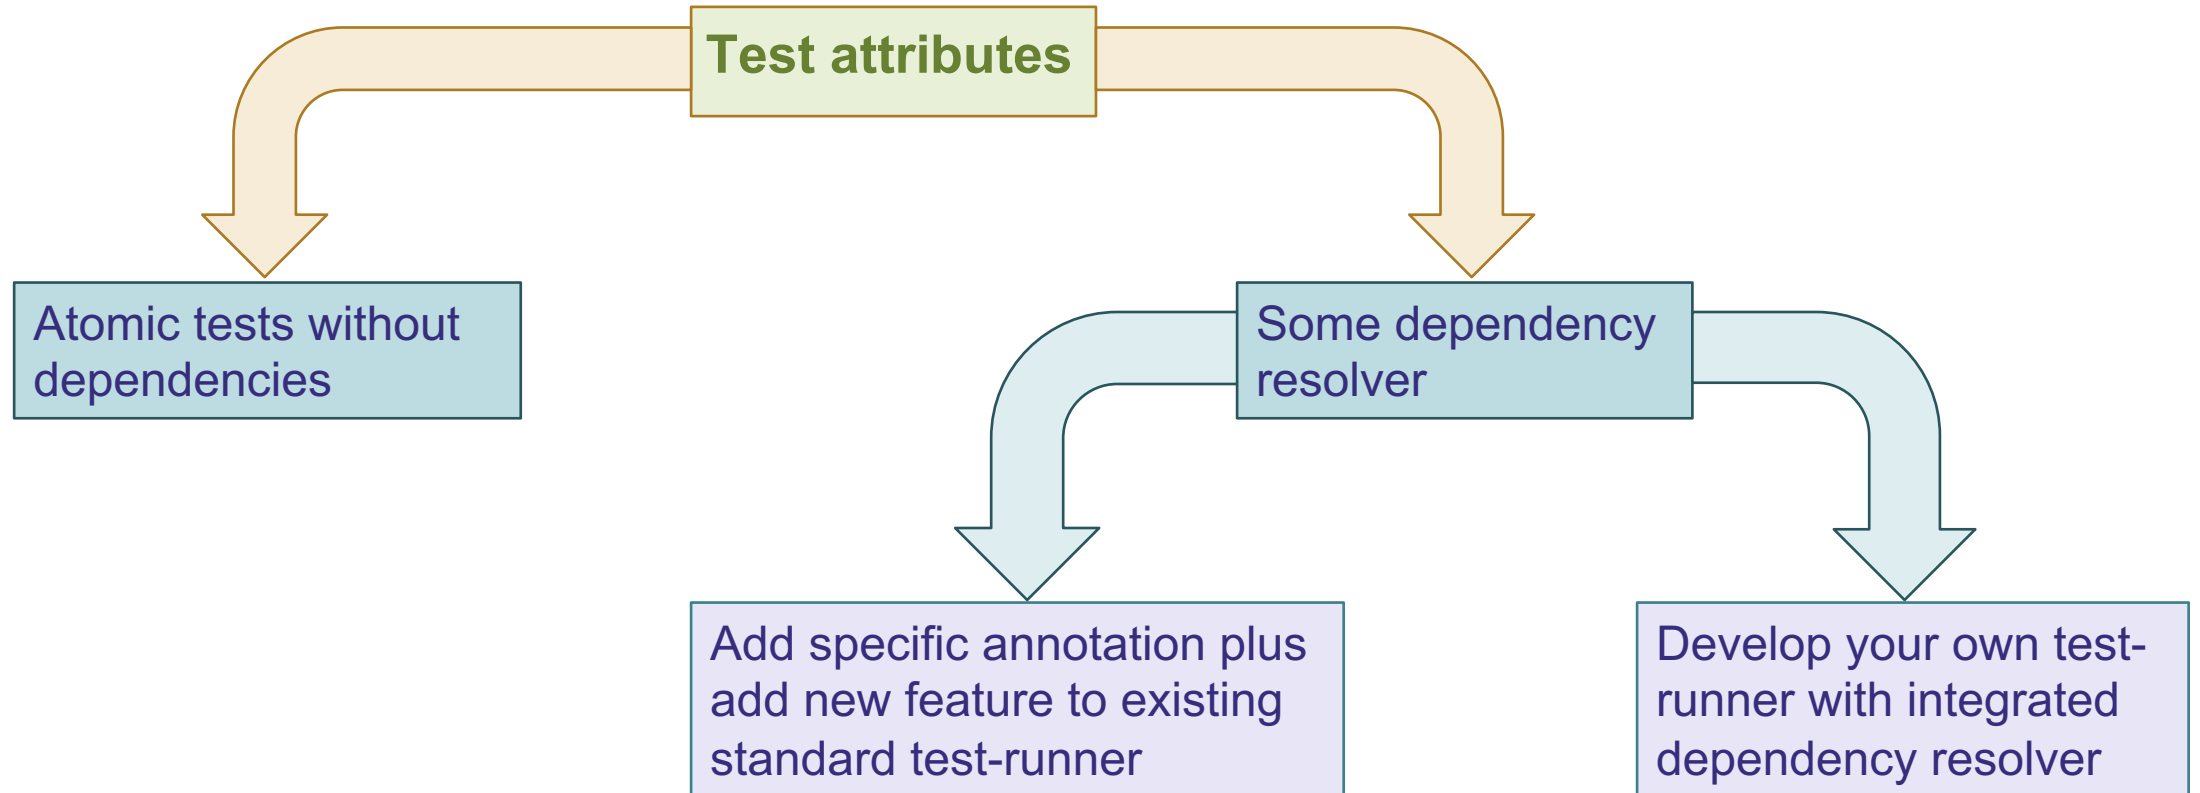 Test attributes
Atomic tests without
dependencies
Some dependency
resolver
Add specific annotation plus
add new feature to existing
standard test-runner
Develop your own test-
runner with integrated
dependency resolver